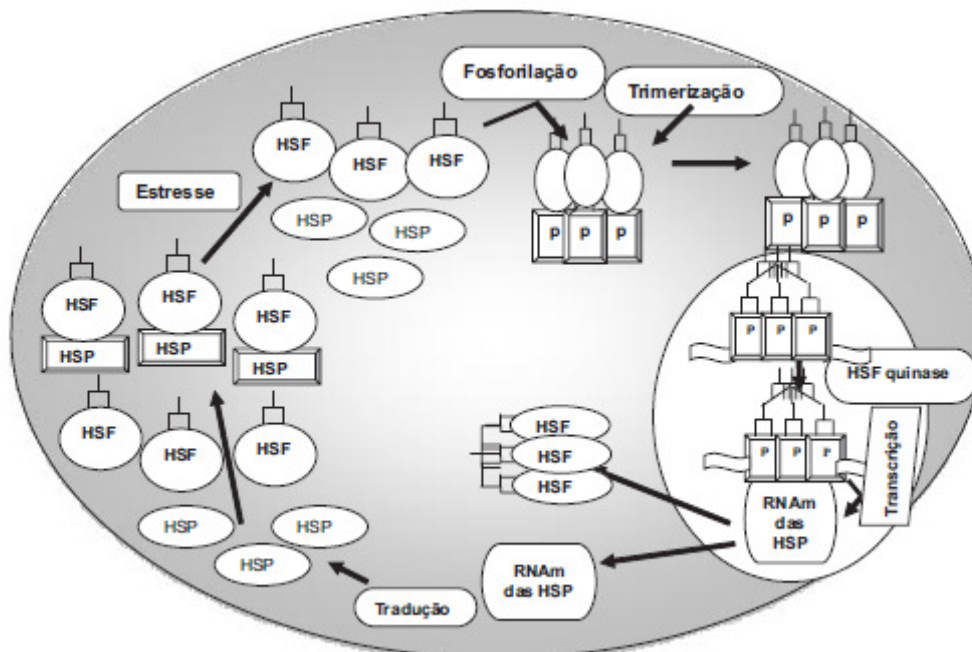 Fosforilação
Trimerização
HSF
HSF
HSF
Estresse
HSP
HSP
HSP
P
P
P
P
P
P
HSF
HSF
HSF
HSP
HSP
HSP
P
P
P
HSF quinase
HSF
HSF
HSF
HSF
HSF
HSF
P
P
P
Transcrição
HSP
HSP
HSP
RNAm
das
HSP
RNAm
das HSP
Tradução